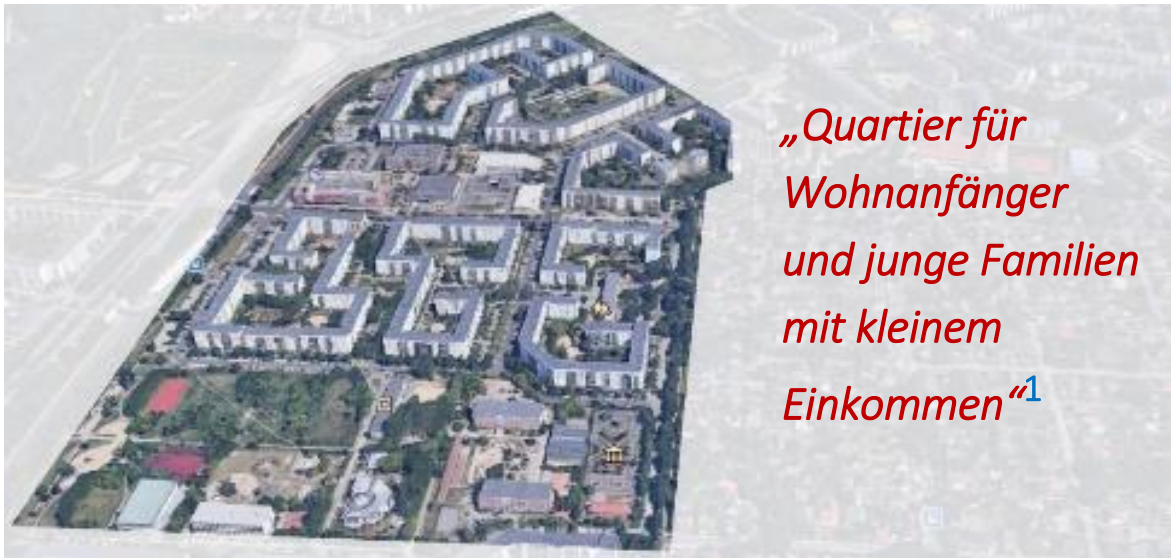 „Quartier für
Wohnanfänger
und junge Familien
mit kleinem
Einkommen“1